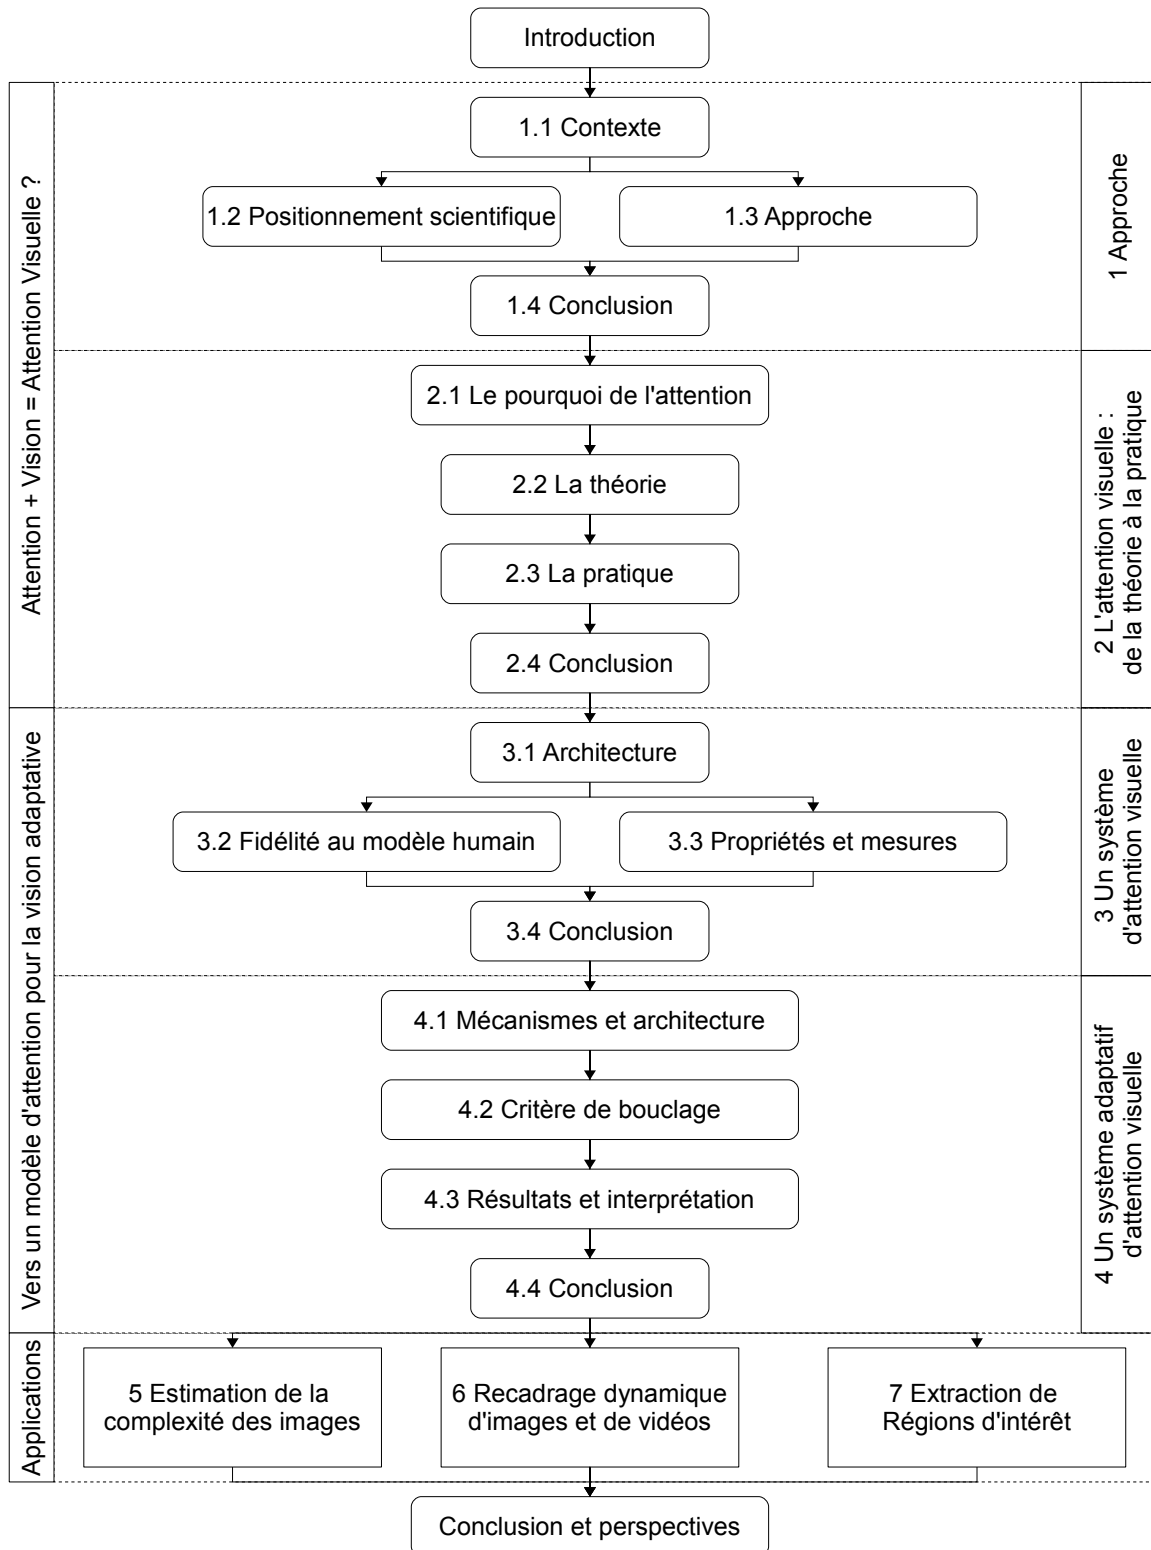 Introduction
Attention + Vision = Attention Visuelle ?
1 Approche
1.1 Contexte
1.2 Positionnement scientifique
1.3 Approche
1.4 Conclusion
2 L'attention visuelle :
de la théorie à la pratique
2.1 Le pourquoi de l'attention
2.2 La théorie
2.3 La pratique
2.4 Conclusion
Vers un modèle d'attention pour la vision adaptative
3 Un système
d'attention visuelle
3.1 Architecture
3.2 Fidélité au modèle humain
3.3 Propriétés et mesures
3.4 Conclusion
4 Un système adaptatif
d'attention visuelle
4.1 Mécanismes et architecture
4.2 Critère de bouclage
4.3 Résultats et interprétation
4.4 Conclusion
Applications
5 Estimation de la
complexité des images
6 Recadrage dynamique
d'images et de vidéos
7 Extraction de
Régions d'intérêt
Conclusion et perspectives